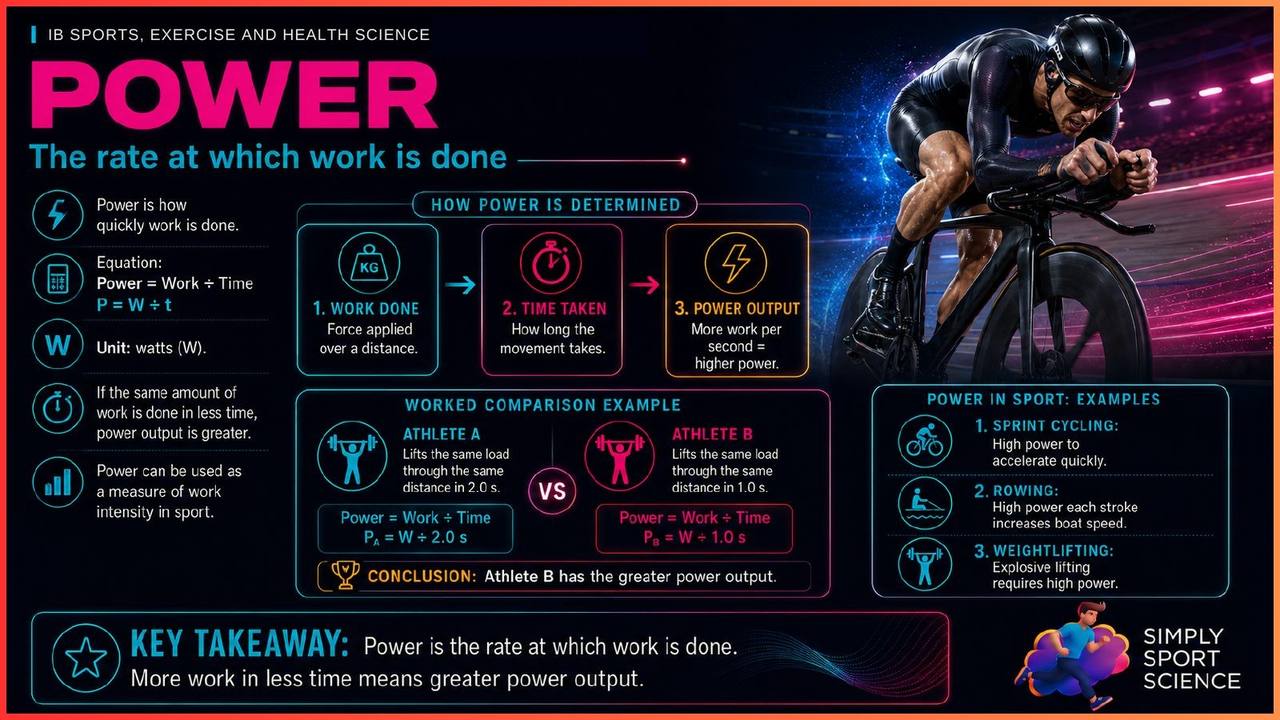 IB SPORTS, EXERCISE AND HEALTH SCIENCE
POWER
The rate at which work is done
Power is how
quickly work is done.
Equation:
Power = Work ÷ Time
P = W ÷ t
W
Unit: watts (W).
If the same amount of
work is done in less time,
power output is greater.
Power can be used as
a measure of work
intensity in sport.
HOW POWER IS DETERMINED
KG
1. WORK DONE
Force applied
over a distance.
2. TIME TAKEN
How long the
movement takes.
3. POWER OUTPUT
More work per
second =
higher power.
WORKED COMPARISON EXAMPLE
ATHLETE A
Lifts the same load
through the same
distance in 2.0 s.
Power = Work ÷ Time
P_A = W ÷ 2.0 s
VS
ATHLETE B
Lifts the same load
through the same
distance in 1.0 s.
Power = Work ÷ Time
P_B = W ÷ 1.0 s
CONCLUSION: Athlete B has the greater power output.
POWER IN SPORT: EXAMPLES
1. SPRINT CYCLING:
High power to
accelerate quickly.
2. ROWING:
High power each stroke
increases boat speed.
3. WEIGHTLIFTING:
Explosive lifting
requires high power.
KEY TAKEAWAY: Power is the rate at which work is done.
More work in less time means greater power output.
SIMPLY
SPORT
SCIENCE